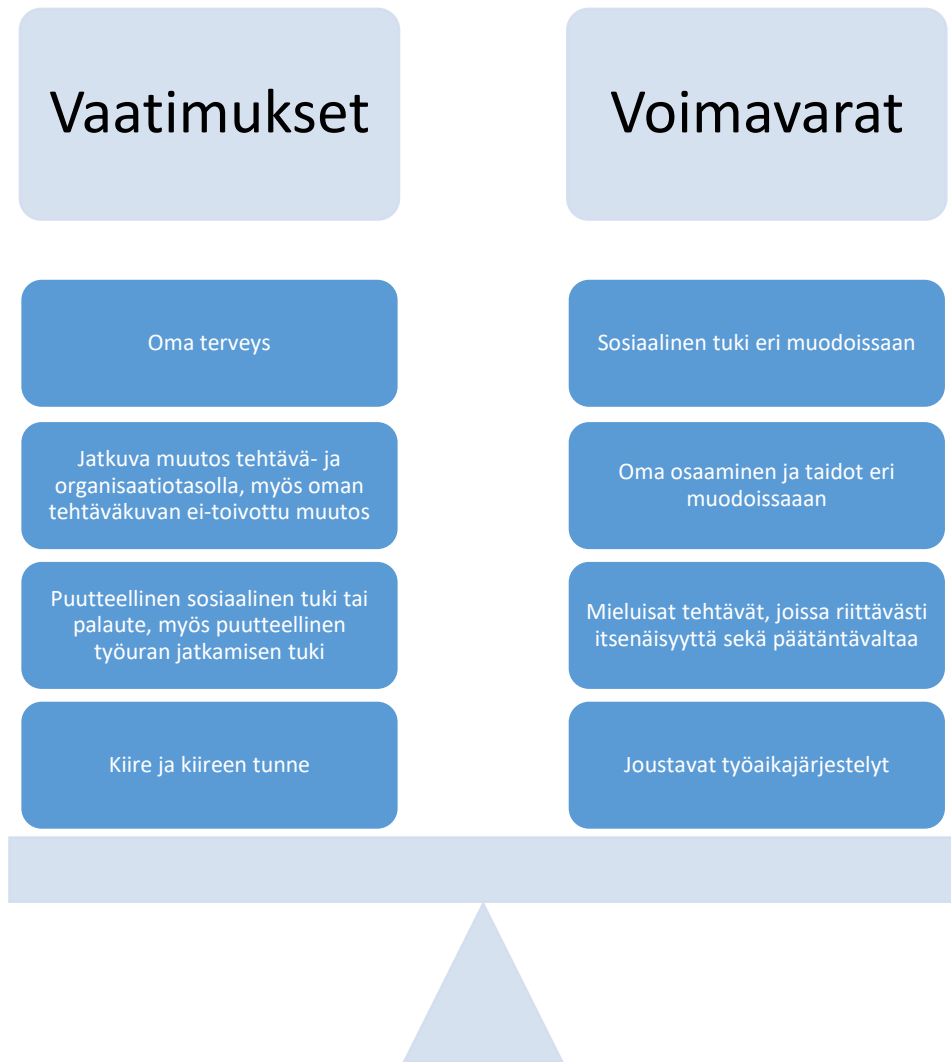 Vaatimukset
Oma terveys
Jatkuva muutos tehtävä- ja
organisaatiotasolla, myös oman
tehtäväkuvan ei-toivottu muutos
Puutteellinen sosiaalinen tuki tai
palaute, myös puutteellinen
työuran jatkamisen tuki
Kiire ja kiireen tunne
Voimavarat
Sosiaalinen tuki eri muodoissaan
Oma osaaminen ja taidot eri
muodoissaaan
Mieluisat tehtävät, joissa riittävästi
itsenäisyyttä sekä päätäntävaltaa
Joustavat työaikajärjestelyt